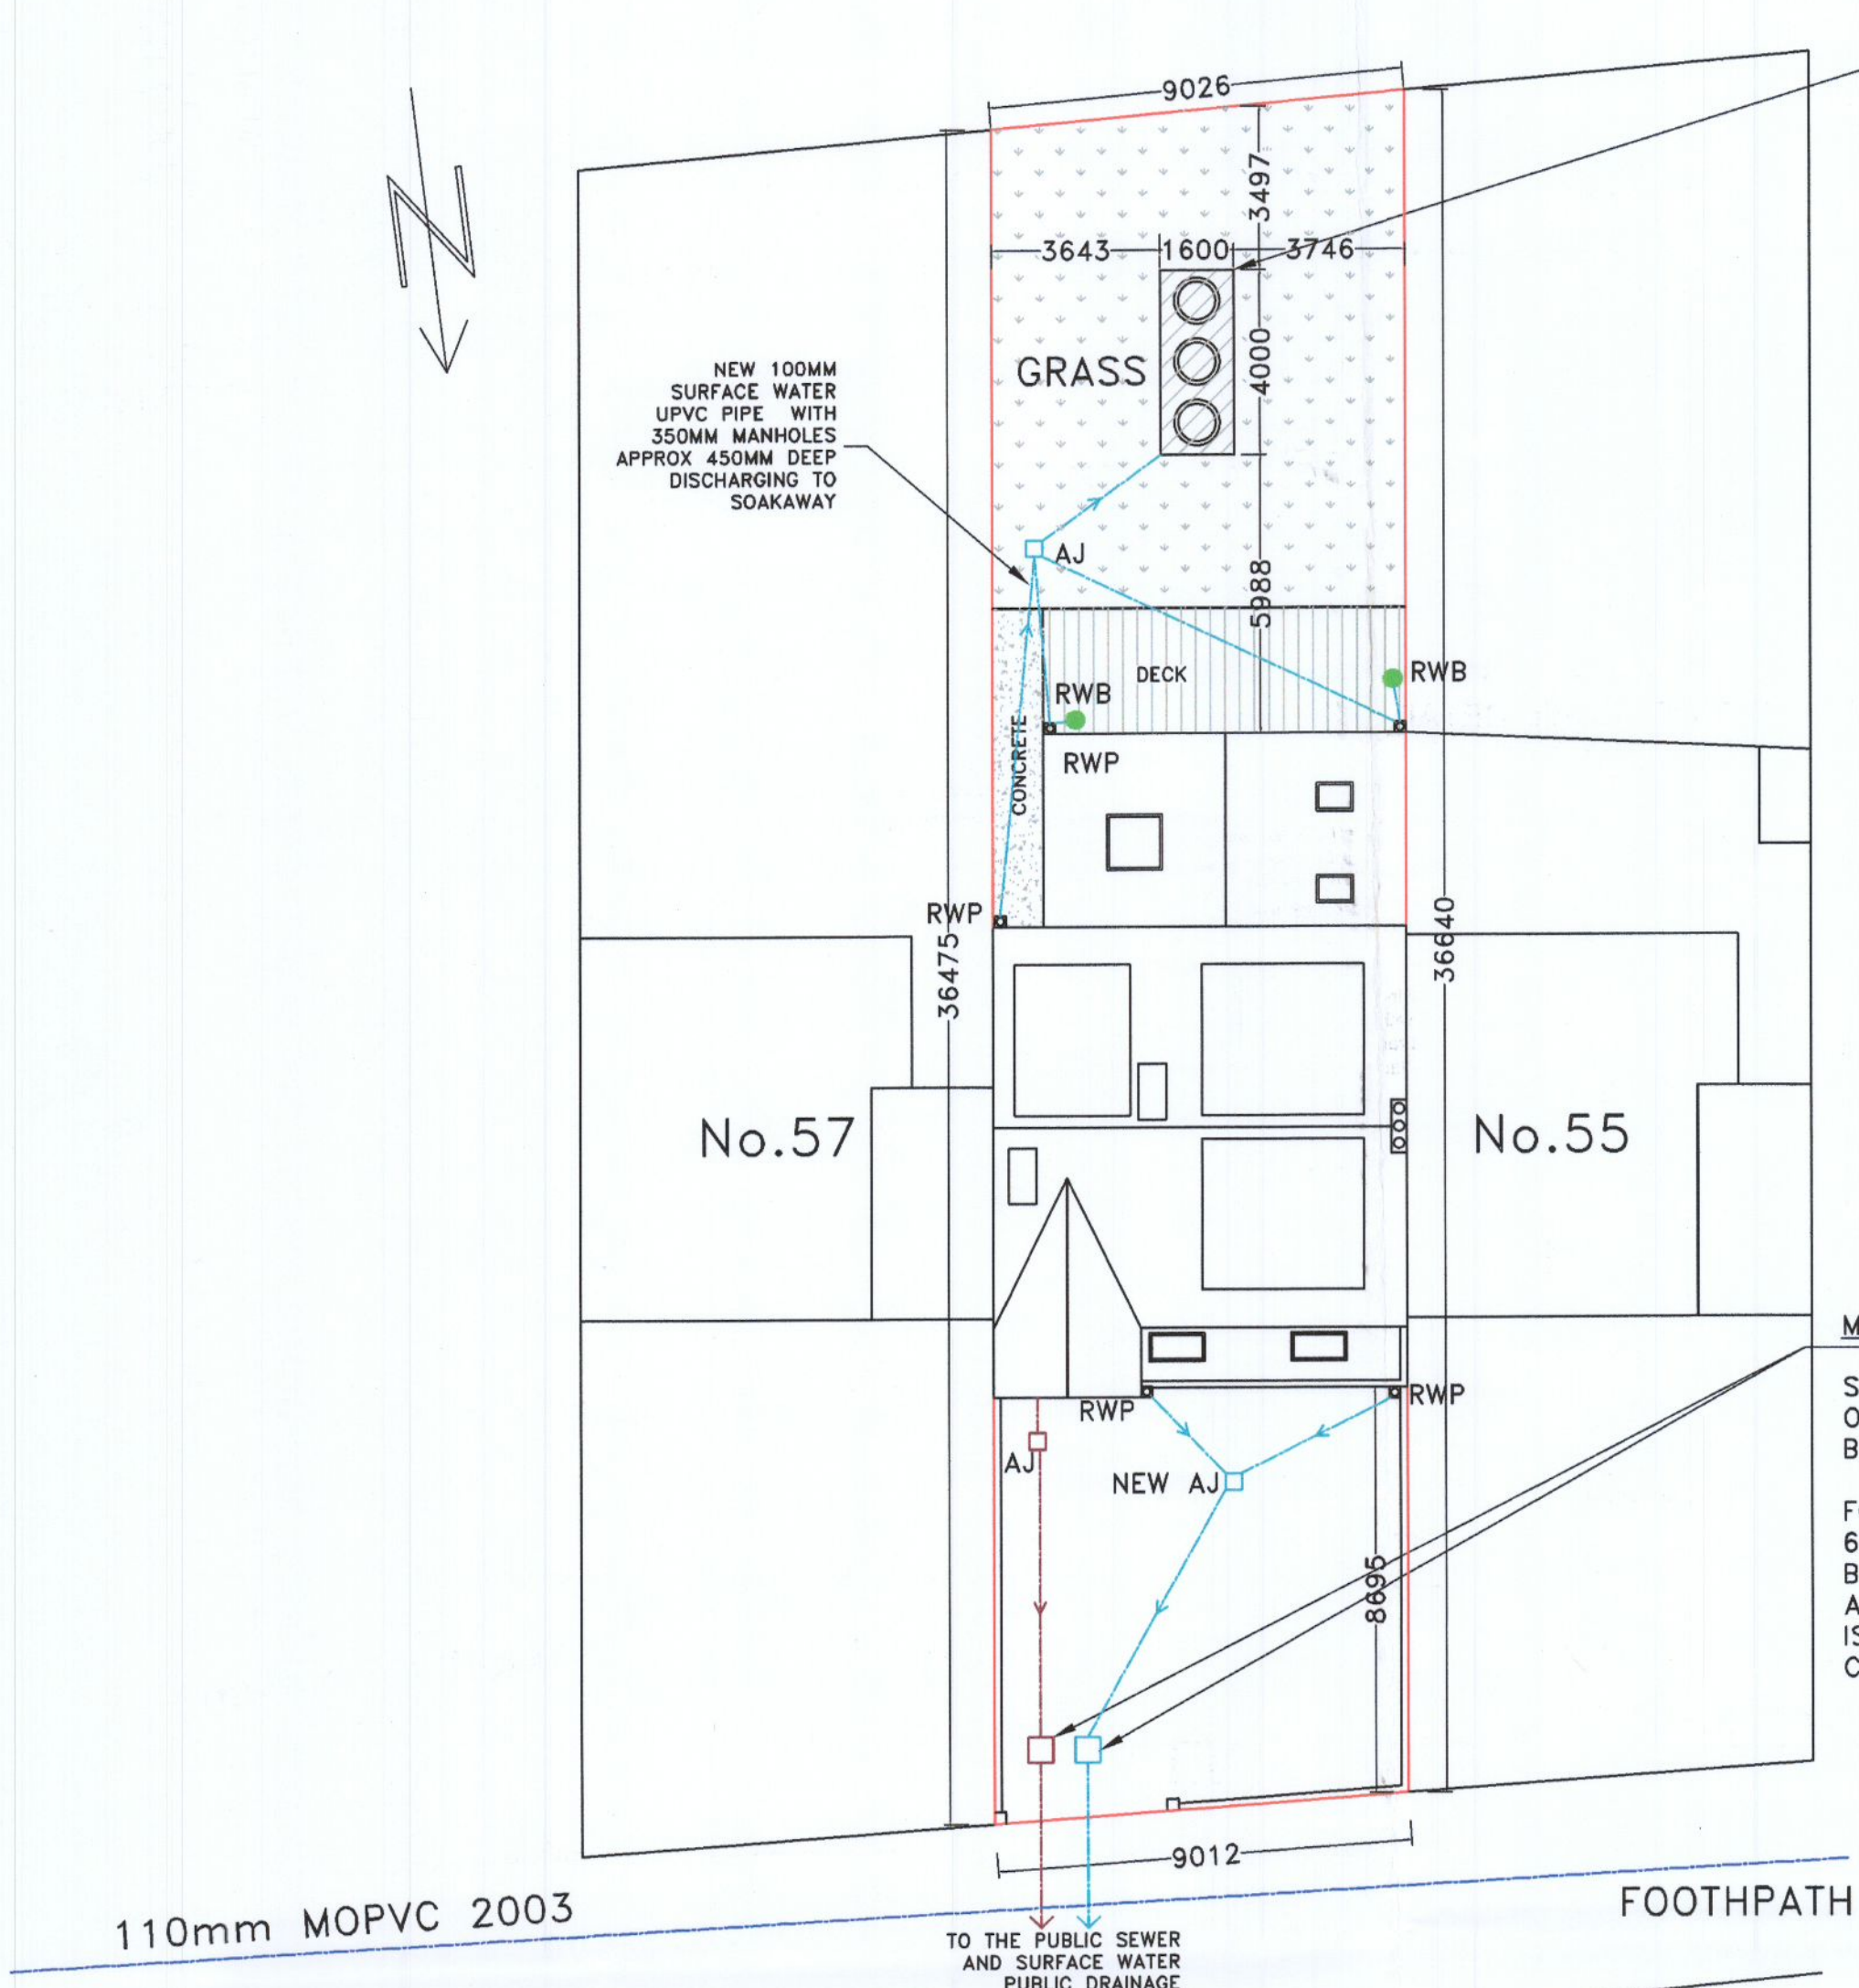 9026
3497
3643
1600
3746
4000
GRASS
NEW 100MM
SURFACE WATER
UPVC PIPE WITH
350MM MANHOLES
APPROX 450MM DEEP
DISCHARGING TO
SOAKAWAY
AJ
5988
DECK
RWB
RWB
CONCRETE
RWP
RWP
36475
36640
No.57
No.55
RWP
RWP
AJ
NEW AJ
8695
9012
110mm MOPVC 2003
FOOTHPATH
TO THE PUBLIC SEWER
AND SURFACE WATER
PUBLIC DRAINAGE